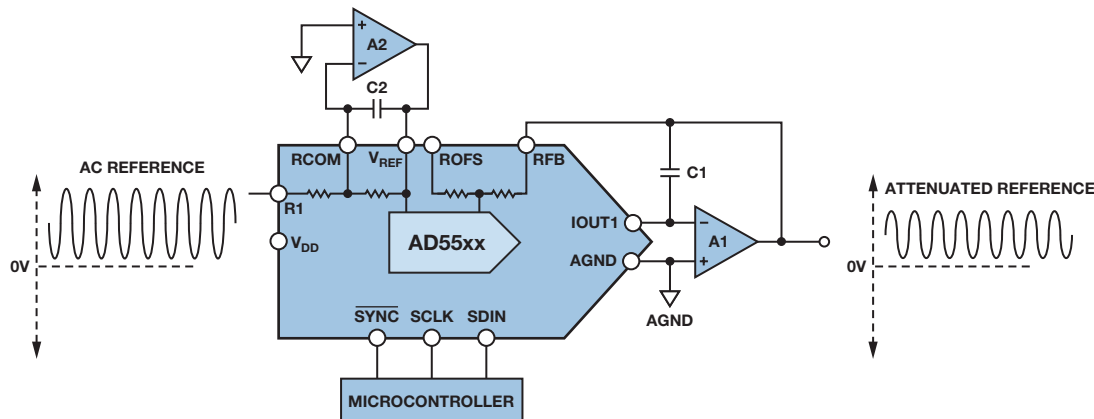 A2
+
−
C2
AC REFERENCE
RCOM
VREF
ROFS
RFB
C1
ATTENUATED REFERENCE
R1
IOUT1
−
A1
+
AD55xx
VDD
AGND
0V
0V
AGND
SYNC
SCLK
SDIN
MICROCONTROLLER